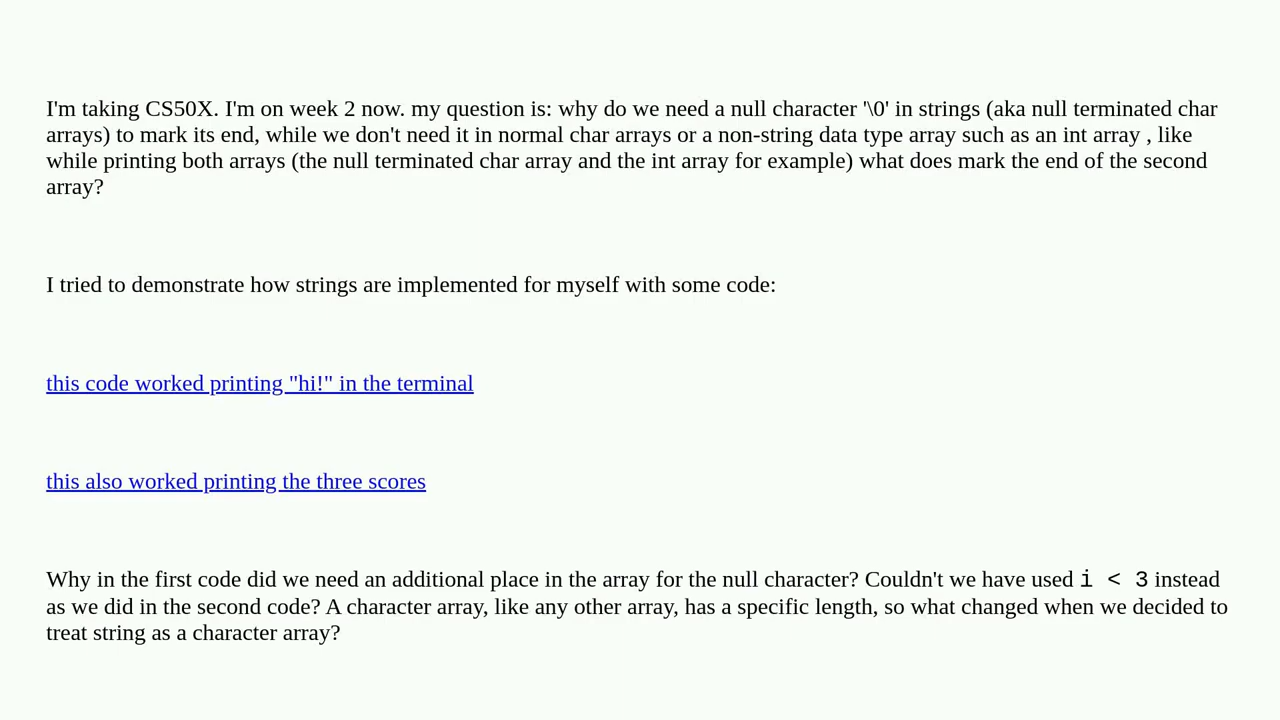 I'm taking CS50X. I'm on week 2 now. my question is: why do we need a null character '\0' in strings (aka null terminated char
arrays) to mark its end, while we don't need it in normal char arrays or a non-string data type array such as an int array , like
while printing both arrays (the null terminated char array and the int array for example) what does mark the end of the second
array?
I tried to demonstrate how strings are implemented for myself with some code:
this code worked printing "hi!" in the terminal
this also worked printing the three scores
Why in the first code did we need an additional place in the array for the null character? Couldn't we have used i < 3 instead
as we did in the second code? A character array, like any other array, has a specific length, so what changed when we decided to
treat string as a character array?